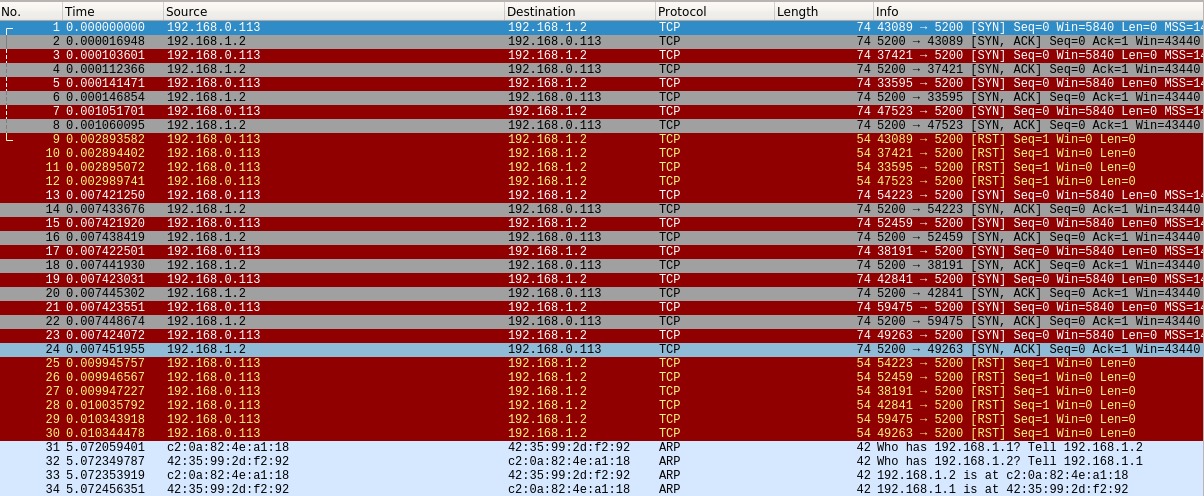 No. Time Source Destination Protocol Length Info
1 0.000000000 192.168.0.113 192.168.1.2 TCP 74 43089 → 5200 [SYN] Seq=0 Win=5840 Len=0 MSS=14
2 0.000016948 192.168.1.2 192.168.0.113 TCP 74 5200 → 43089 [SYN, ACK] Seq=0 Ack=1 Win=43440
3 0.000103601 192.168.0.113 192.168.1.2 TCP 74 37421 → 5200 [SYN] Seq=0 Win=5840 Len=0 MSS=14
4 0.000112366 192.168.1.2 192.168.0.113 TCP 74 5200 → 37421 [SYN, ACK] Seq=0 Ack=1 Win=43440
5 0.000141471 192.168.0.113 192.168.1.2 TCP 74 33595 → 5200 [SYN] Seq=0 Win=5840 Len=0 MSS=14
6 0.000146854 192.168.1.2 192.168.0.113 TCP 74 5200 → 33595 [SYN, ACK] Seq=0 Ack=1 Win=43440
7 0.001051701 192.168.0.113 192.168.1.2 TCP 74 47523 → 5200 [SYN] Seq=0 Win=5840 Len=0 MSS=14
8 0.001060095 192.168.1.2 192.168.0.113 TCP 74 5200 → 47523 [SYN, ACK] Seq=0 Ack=1 Win=43440
9 0.002893582 192.168.0.113 192.168.1.2 TCP 54 43089 → 5200 [RST] Seq=1 Win=0 Len=0
10 0.002894402 192.168.0.113 192.168.1.2 TCP 54 37421 → 5200 [RST] Seq=1 Win=0 Len=0
11 0.002895072 192.168.0.113 192.168.1.2 TCP 54 33595 → 5200 [RST] Seq=1 Win=0 Len=0
12 0.002989741 192.168.0.113 192.168.1.2 TCP 54 47523 → 5200 [RST] Seq=1 Win=0 Len=0
13 0.007421250 192.168.0.113 192.168.1.2 TCP 74 54223 → 5200 [SYN] Seq=0 Win=5840 Len=0 MSS=14
14 0.007433676 192.168.1.2 192.168.0.113 TCP 74 5200 → 54223 [SYN, ACK] Seq=0 Ack=1 Win=43440
15 0.007421920 192.168.0.113 192.168.1.2 TCP 74 52459 → 5200 [SYN] Seq=0 Win=5840 Len=0 MSS=14
16 0.007438419 192.168.1.2 192.168.0.113 TCP 74 5200 → 52459 [SYN, ACK] Seq=0 Ack=1 Win=43440
17 0.007422501 192.168.0.113 192.168.1.2 TCP 74 38191 → 5200 [SYN] Seq=0 Win=5840 Len=0 MSS=14
18 0.007441930 192.168.1.2 192.168.0.113 TCP 74 5200 → 38191 [SYN, ACK] Seq=0 Ack=1 Win=43440
19 0.007423031 192.168.0.113 192.168.1.2 TCP 74 42841 → 5200 [SYN] Seq=0 Win=5840 Len=0 MSS=14
20 0.007445302 192.168.1.2 192.168.0.113 TCP 74 5200 → 42841 [SYN, ACK] Seq=0 Ack=1 Win=43440
21 0.007423551 192.168.0.113 192.168.1.2 TCP 74 59475 → 5200 [SYN] Seq=0 Win=5840 Len=0 MSS=14
22 0.007448674 192.168.1.2 192.168.0.113 TCP 74 5200 → 59475 [SYN, ACK] Seq=0 Ack=1 Win=43440
23 0.007424072 192.168.0.113 192.168.1.2 TCP 74 49263 → 5200 [SYN] Seq=0 Win=5840 Len=0 MSS=14
24 0.007451955 192.168.1.2 192.168.0.113 TCP 74 5200 → 49263 [SYN, ACK] Seq=0 Ack=1 Win=43440
25 0.009945757 192.168.0.113 192.168.1.2 TCP 54 54223 → 5200 [RST] Seq=1 Win=0 Len=0
26 0.009946567 192.168.0.113 192.168.1.2 TCP 54 52459 → 5200 [RST] Seq=1 Win=0 Len=0
27 0.009947227 192.168.0.113 192.168.1.2 TCP 54 38191 → 5200 [RST] Seq=1 Win=0 Len=0
28 0.010035792 192.168.0.113 192.168.1.2 TCP 54 42841 → 5200 [RST] Seq=1 Win=0 Len=0
29 0.010343918 192.168.0.113 192.168.1.2 TCP 54 59475 → 5200 [RST] Seq=1 Win=0 Len=0
30 0.010344478 192.168.0.113 192.168.1.2 TCP 54 49263 → 5200 [RST] Seq=1 Win=0 Len=0
31 5.072059401 c2:0a:82:4e:a1:18 42:35:99:2d:f2:92 ARP 42 Who has 192.168.1.1? Tell 192.168.1.2
32 5.072349787 42:35:99:2d:f2:92 c2:0a:82:4e:a1:18 ARP 42 Who has 192.168.1.2? Tell 192.168.1.1
33 5.072353919 c2:0a:82:4e:a1:18 42:35:99:2d:f2:92 ARP 42 192.168.1.2 is at c2:0a:82:4e:a1:18
34 5.072456351 42:35:99:2d:f2:92 c2:0a:82:4e:a1:18 ARP 42 192.168.1.1 is at 42:35:99:2d:f2:92